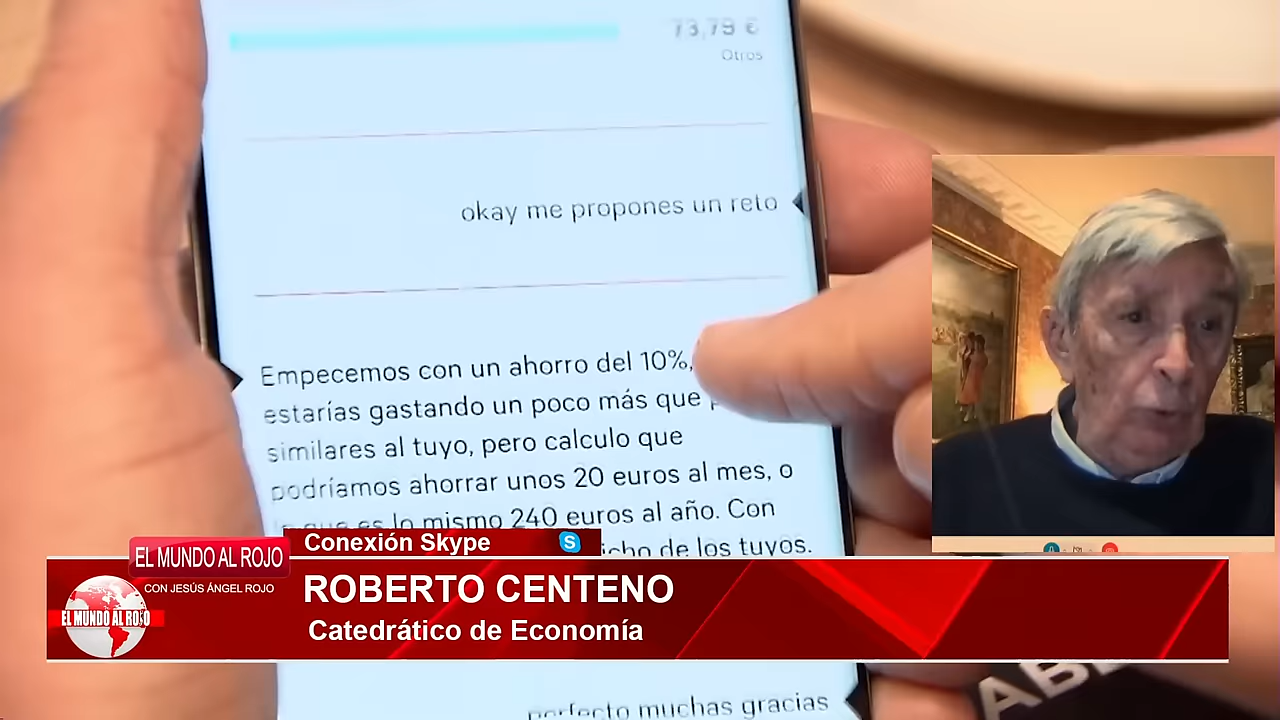 73,79 €
Otros
okay me propones un reto
Empecemos con un ahorro del 10%,
estarías gastando un poco más que
similares al tuyo, pero calculo que
podríamos ahorrar unos 20 euros al mes, o
lo que es lo mismo 240 euros al año. Con
de los tuyos.
Conexión Skype
EL MUNDO AL ROJO
CON JESÚS ÁNGEL ROJO
EL MUNDO AL ROJO
ROBERTO CENTENO
Catedrático de Economía
perfecto muchas gracias